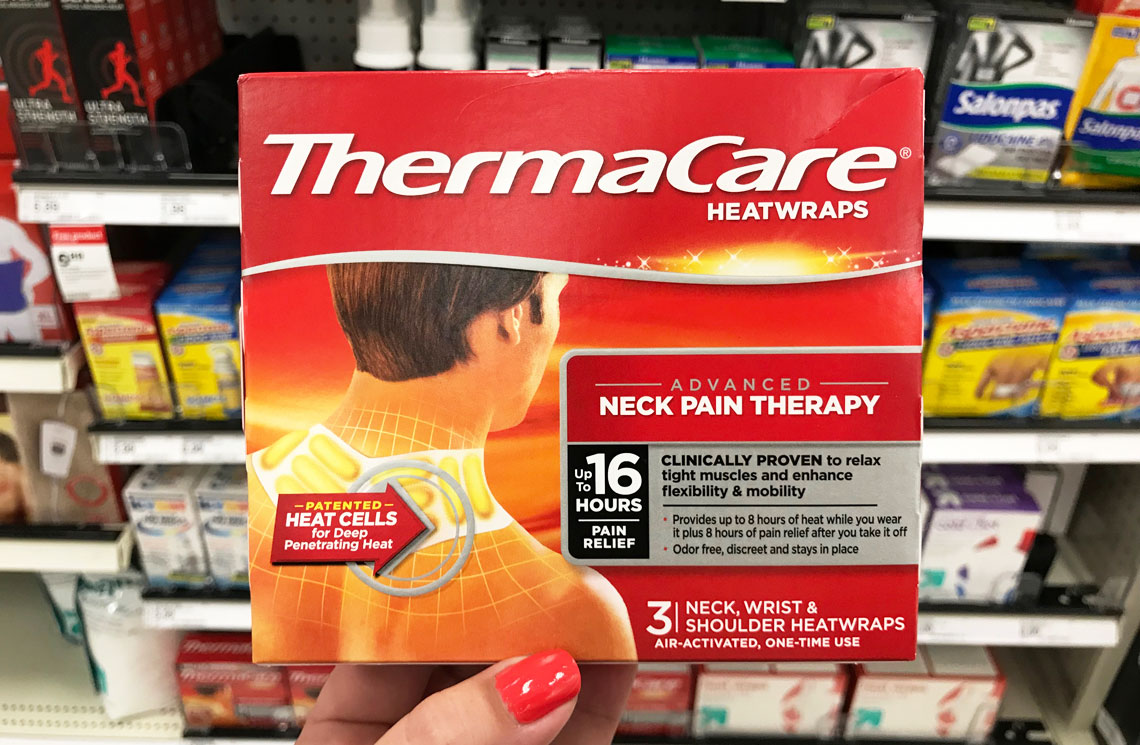 ULTRA
STRENGTH
ULTRA
STRENGTH
Salonpas
Salonpas
ThermaCare®
HEATWRAPS
ADVANCED
NECK PAIN THERAPY
Up
To
16
HOURS
PAIN
RELIEF
CLINICALLY PROVEN to relax
tight muscles and enhance
flexibility & mobility
• Provides up to 8 hours of heat while you wear
it plus 8 hours of pain relief after you take it off
• Odor free, discreet and stays in place
PATENTED
HEAT CELLS
for Deep
Penetrating Heat
3 NECK, WRIST &
SHOULDER HEATWRAPS
AIR-ACTIVATED, ONE-TIME USE